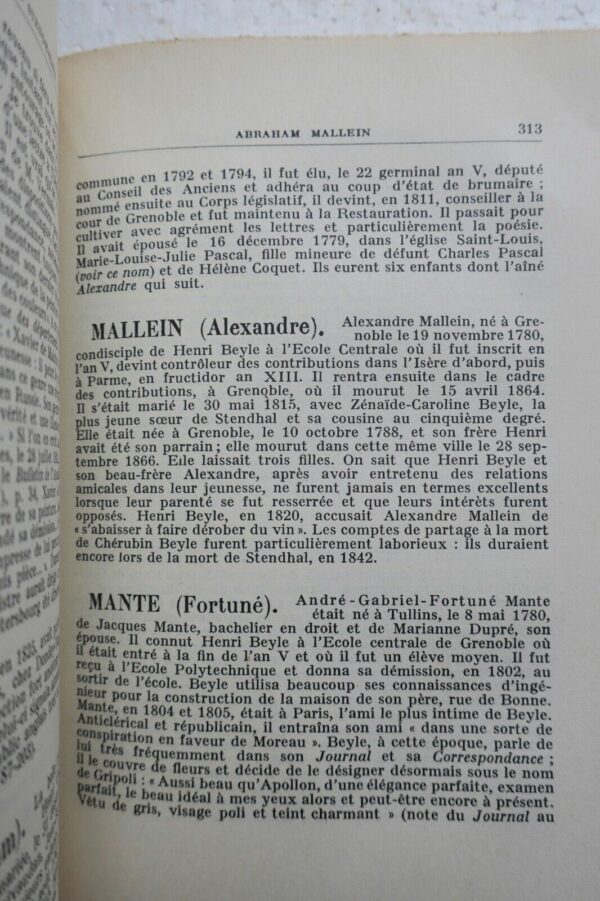 ABRAHAM MALLEIN 313
commune en 1792 et 1794, il fut élu, le 22 germinal an V, député
au Conseil des Anciens et adhéra au coup d'état de brumaire ;
nommé ensuite au Corps législatif, il devint, en 1811, conseiller à la
cour de Grenoble et fut maintenu à la Restauration. Il passait pour
cultiver avec agrément les lettres et particulièrement la poésie.
Il avait épousé le 16 décembre 1779, dans l'église Saint-Louis,
Marie-Louise-Julie Pascal, fille mineure de défunt Charles Pascal
(voir ce nom) et de Hélène Coquet. Ils eurent six enfants dont l'aîné
Alexandre qui suit.
MALLEIN (Alexandre). Alexandre Mallein, né à Gre-
noble le 19 novembre 1780,
condisciple de Henri Beyle à l'Ecole Centrale où il fut inscrit en
l'an V, devint contrôleur des contributions dans l'Isère d'abord, puis
à Parme, en fructidor an XIII. Il rentra ensuite dans le cadre
des contributions, à Grenoble, où il mourut le 15 avril 1864.
Il s'était marié le 30 mai 1815, avec Zénaïde-Caroline Beyle, la
plus jeune sœur de Stendhal et sa cousine au cinquième degré.
Elle était née à Grenoble, le 10 octobre 1788, et son frère Henri
avait été son parrain ; elle mourut dans cette même ville le 28 sep-
tembre 1866. Elle laissait trois filles. On sait que Henri Beyle et
son beau-frère Alexandre, après avoir entretenu des relations
amicales dans leur jeunesse, ne furent jamais en termes excellents
lorsque leur parenté se fut resserrée et que leurs intérêts furent
opposés. Henri Beyle, en 1820, accusait Alexandre Mallein de
« s'abaisser à faire dérober du vin ». Les comptes de partage à la mort
de Chérubin Beyle furent particulièrement laborieux : ils duraient
encore lors de la mort de Stendhal, en 1842.
MANTE (Fortuné). André-Gabriel-Fortuné Mante
était né à Tullins, le 8 mai 1780,
de Jacques Mante, bachelier en droit et de Marianne Dupré, son
épouse. Il connut Henri Beyle à l'Ecole centrale de Grenoble où
il était entré à la fin de l'an V et où il fut un élève moyen. Il fut
reçu à l'Ecole Polytechnique et donna sa démission, en 1802, au
sortir de l'école. Beyle utilisa beaucoup ses connaissances d'ingé-
nieur pour la construction de la maison de son père, rue de Bonne.
Mante, en 1804 et 1805, était à Paris, l'ami le plus intime de Beyle.
Anticlérical et républicain, il entraîna son ami « dans une sorte de
conspiration en faveur de Moreau ». Beyle, à cette époque, parle de
lui très fréquemment dans son Journal et sa Correspondance ;
il le couvre de fleurs et décide de le désigner désormais sous le nom
de Gripoli : « Aussi beau qu'Apollon, d'une élégance parfaite, examen
parfait, le beau idéal à mes yeux alors et peut-être encore à présent.
Vêtu de gris, visage poli et teint charmant » (note du Journal au